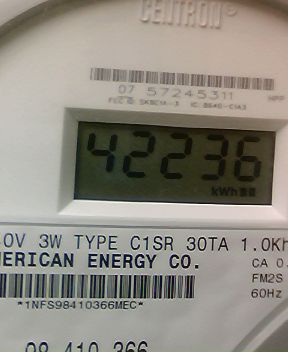 CENTRON®
07 57245311
42236
kWh
0V 3W TYPE C1SR 30TA 1.0Kh
MERICAN ENERGY CO.
CA 0.
FM2S
60Hz
*1NFS98410366MEC*
98 410 366